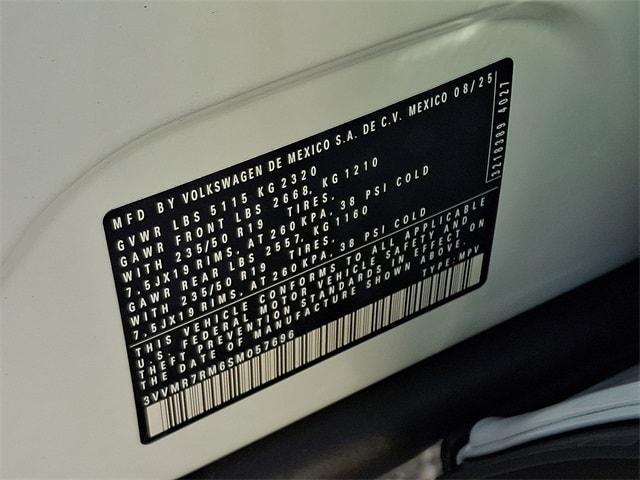 MFD BY VOLKSWAGEN DE MEXICO S.A. DE C.V. MEXICO 08/25
GVWR LBS 5115 KG 2320
GAWR FRONT LBS 2668, KG 1210
WITH 235/50 R19 TIRES.
7,5JX19 RIMS, AT 260 KPA, 38 PSI COLD
GAWR REAR LBS 2557, KG 1160
WITH 235/50 R19 TIRES.
7,5JX19 RIMS, AT 260 KPA, 38 PSI COLD
THIS VEHICLE CONFORMS TO ALL APPLICABLE
U.S. FEDERAL MOTOR VEHICLE SAFETY AND
THEFT PREVENTION STANDARDS IN EFFECT ON
THE DATE OF MANUFACTURE SHOWN ABOVE.
3VVMR7RM6SM057696 TYPE: MPV
3218389 4027